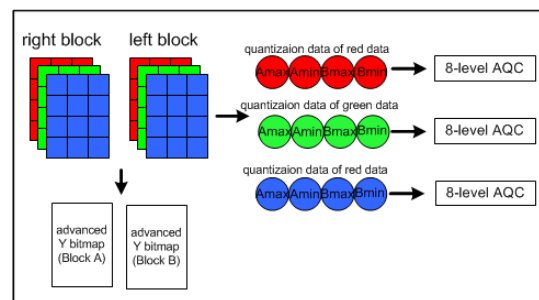 right block
left block
quantizaion data of red data
Amax Amin Bmax Bmin
8-level AQC
quantizaion data of green data
Amax Amin Bmax Bmin
8-level AQC
quantizaion data of red data
Amax Amin Bmax Bmin
8-level AQC
advanced
Y bitmap
(Block A)
advanced
Y bitmap
(Block B)